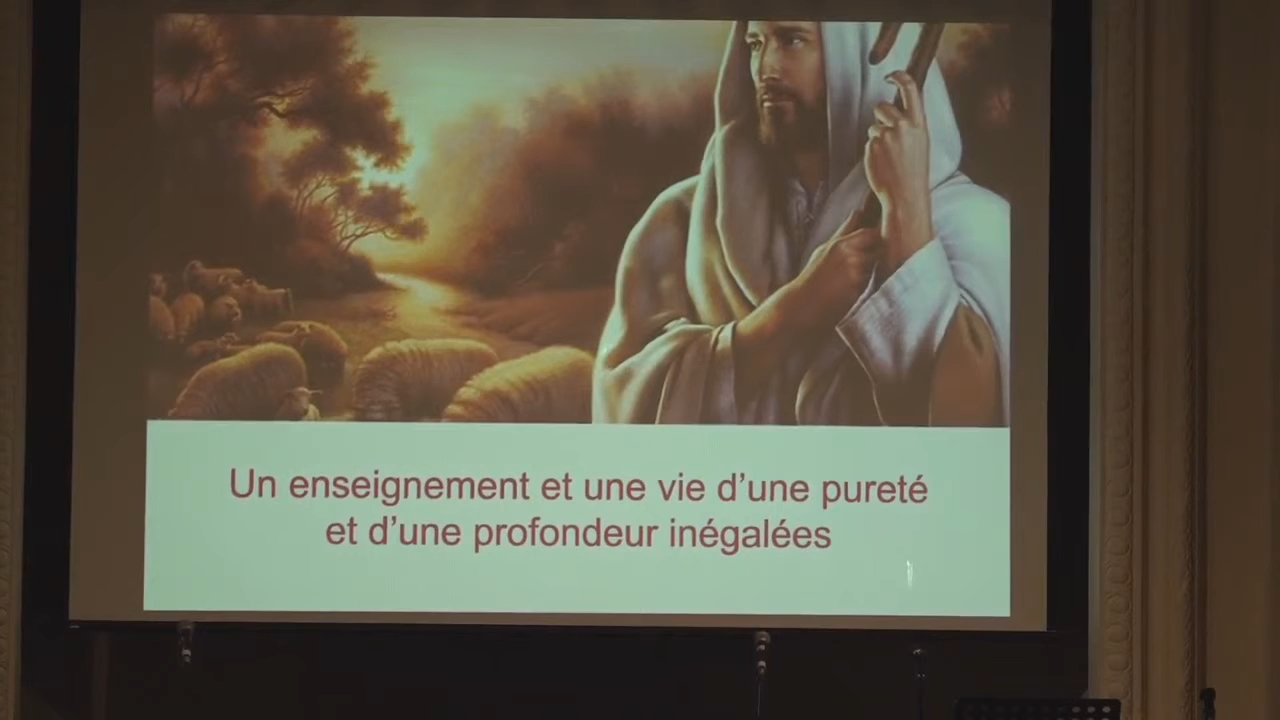 Un enseignement et une vie d’une pureté
et d’une profondeur inégalées